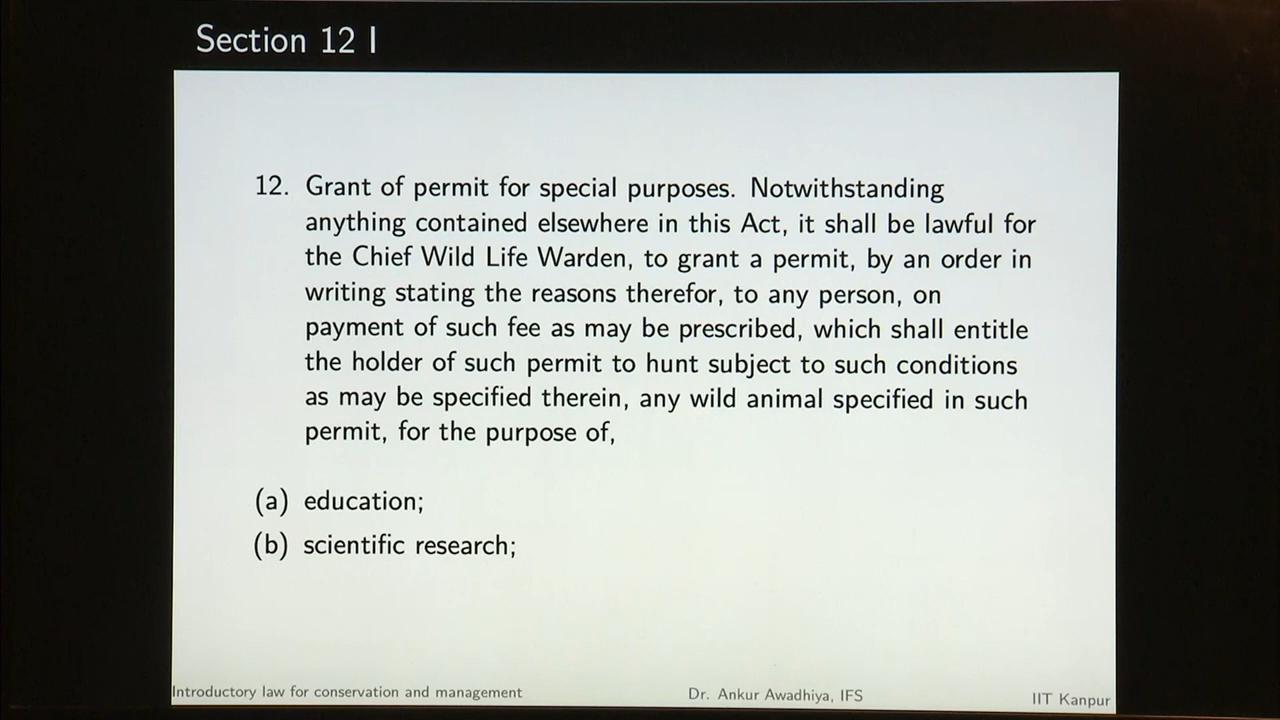 Section 12 I
12. Grant of permit for special purposes. Notwithstanding
anything contained elsewhere in this Act, it shall be lawful for
the Chief Wild Life Warden, to grant a permit, by an order in
writing stating the reasons therefor, to any person, on
payment of such fee as may be prescribed, which shall entitle
the holder of such permit to hunt subject to such conditions
as may be specified therein, any wild animal specified in such
permit, for the purpose of,
(a) education;
(b) scientific research;
Introductory law for conservation and management Dr. Ankur Awadhiya, IFS IIT Kanpur